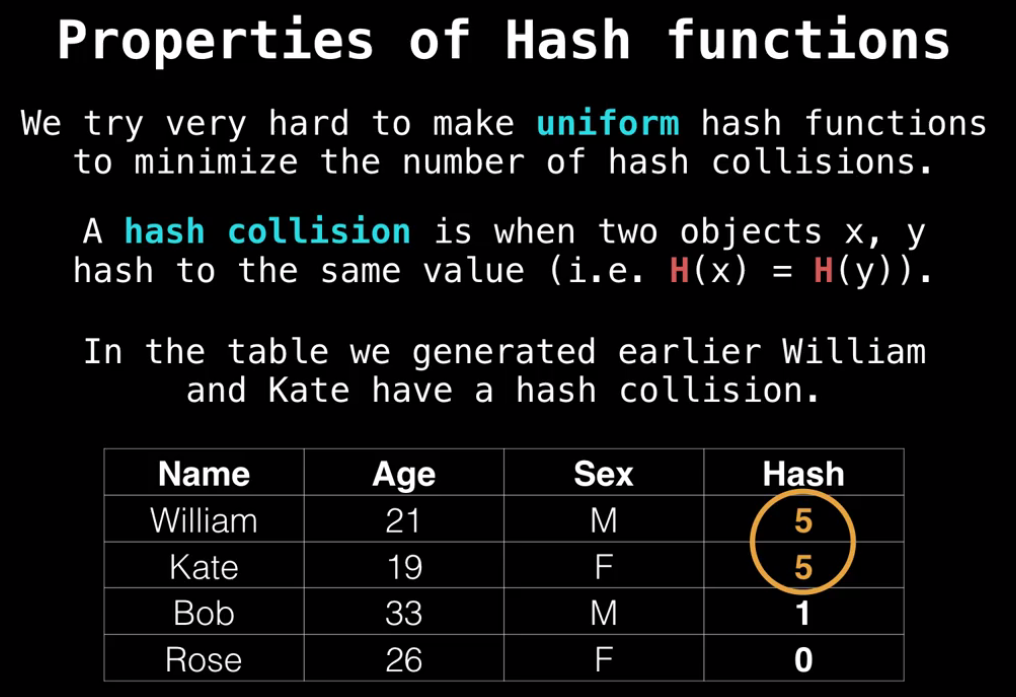 Properties of Hash functions
We try very hard to make uniform hash functions
to minimize the number of hash collisions.
A hash collision is when two objects x, y
hash to the same value (i.e. H(x) = H(y)).
In the table we generated earlier William
and Kate have a hash collision.
Name Age Sex Hash
William 21 M 5
Kate 19 F 5
Bob 33 M 1
Rose 26 F 0